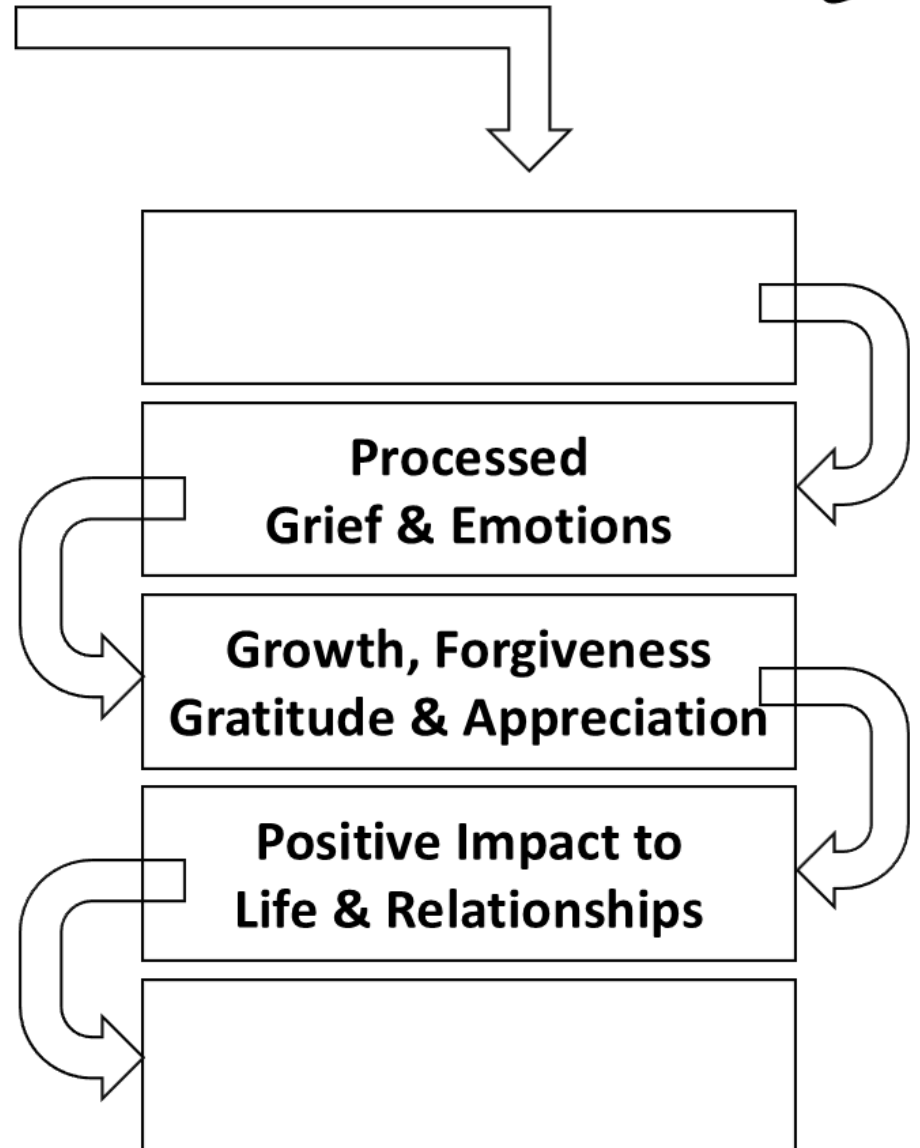 Processed
Grief & Emotions
Growth, Forgiveness
Gratitude & Appreciation
Positive Impact to
Life & Relationships